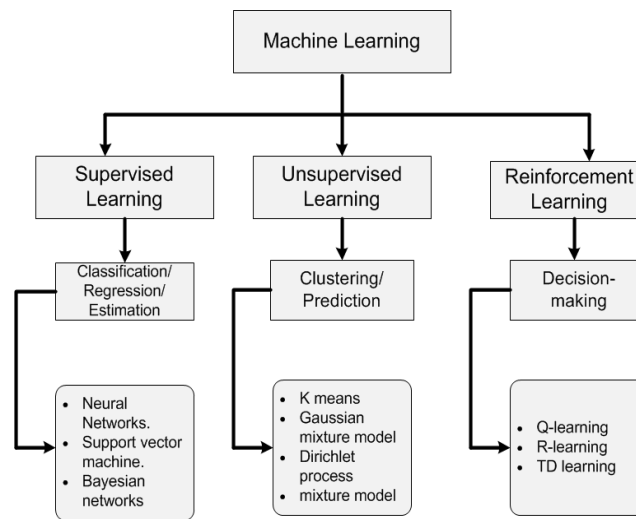 Machine Learning
Supervised
Learning
Unsupervised
Learning
Reinforcement
Learning
Classification/
Regression/
Estimation
Clustering/
Prediction
Decision-
making
• Neural
Networks.
• Support vector
machine.
• Bayesian
networks
• K means
• Gaussian
mixture model
• Dirichlet
process
• mixture model
• Q-learning
• R-learning
• TD learning